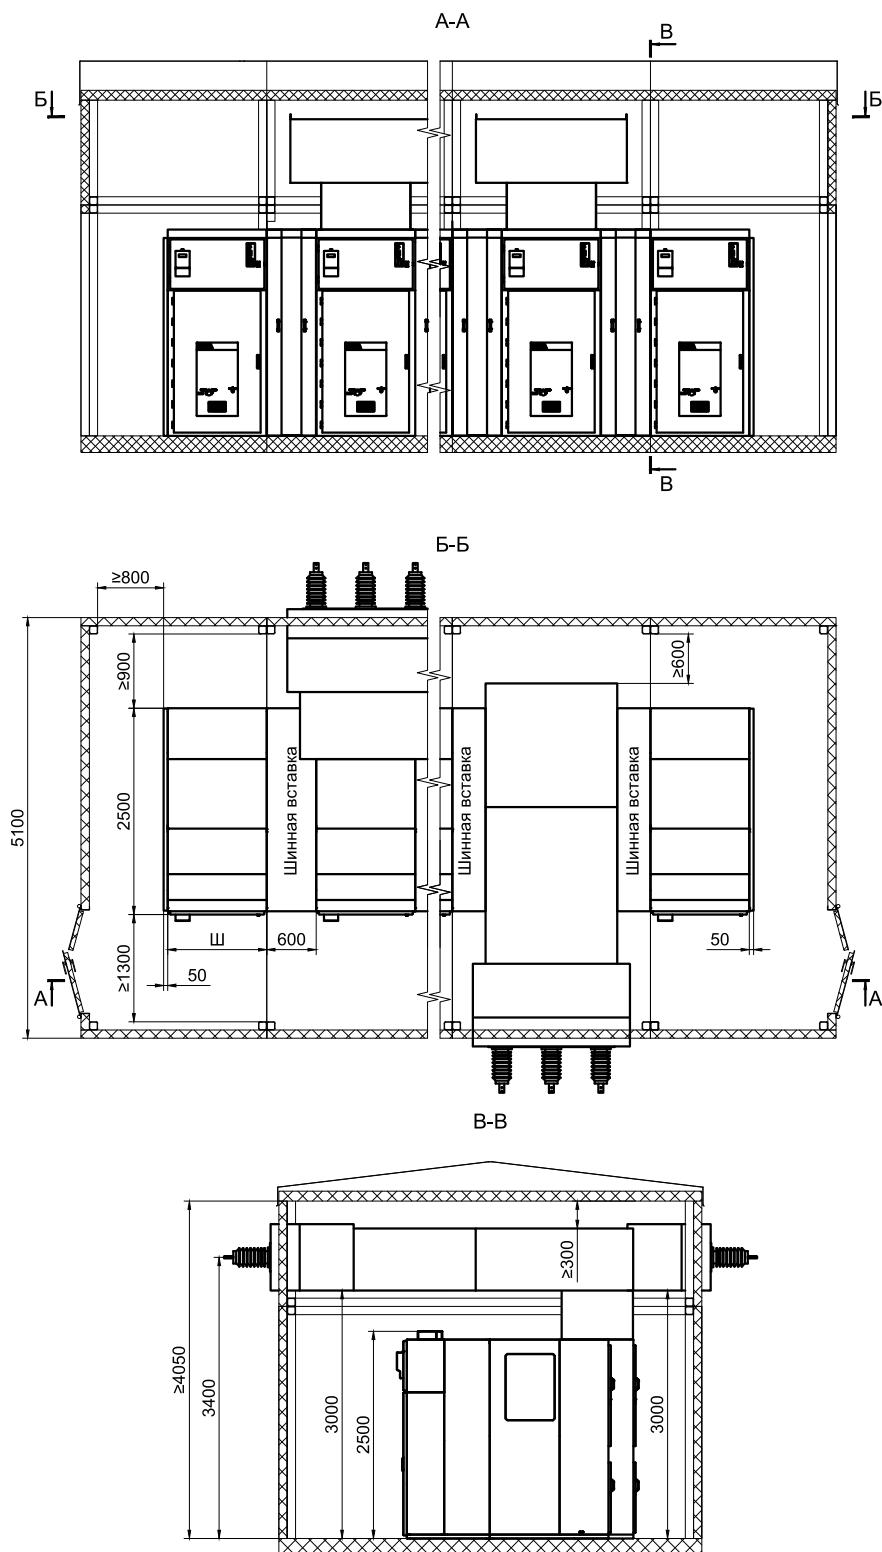 А-А
В
Б
Б
В
Б-Б
≥800
≥900
≥600
2500
5100
Шинная вставка
Шинная вставка
Шинная вставка
Ш
600
50
≥1300
50
А
А
В-В
≥300
≥4050
3400
3000
2500
3000